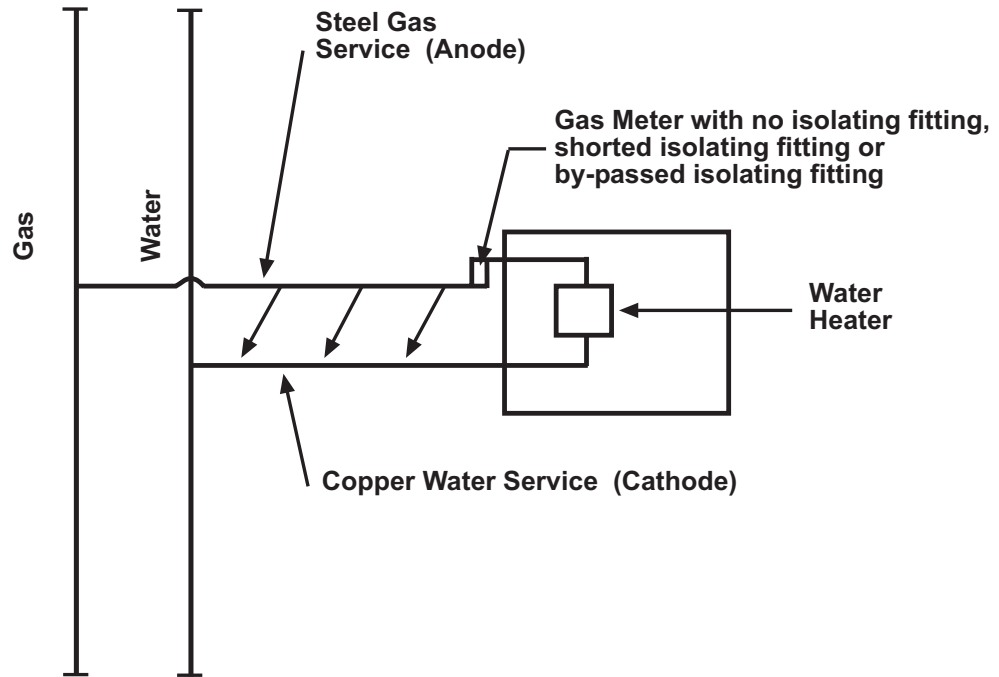 Steel Gas
Service (Anode)
Gas Meter with no isolating fitting,
shorted isolating fitting or
by-passed isolating fitting
Gas
Water
Water
Heater
Copper Water Service (Cathode)